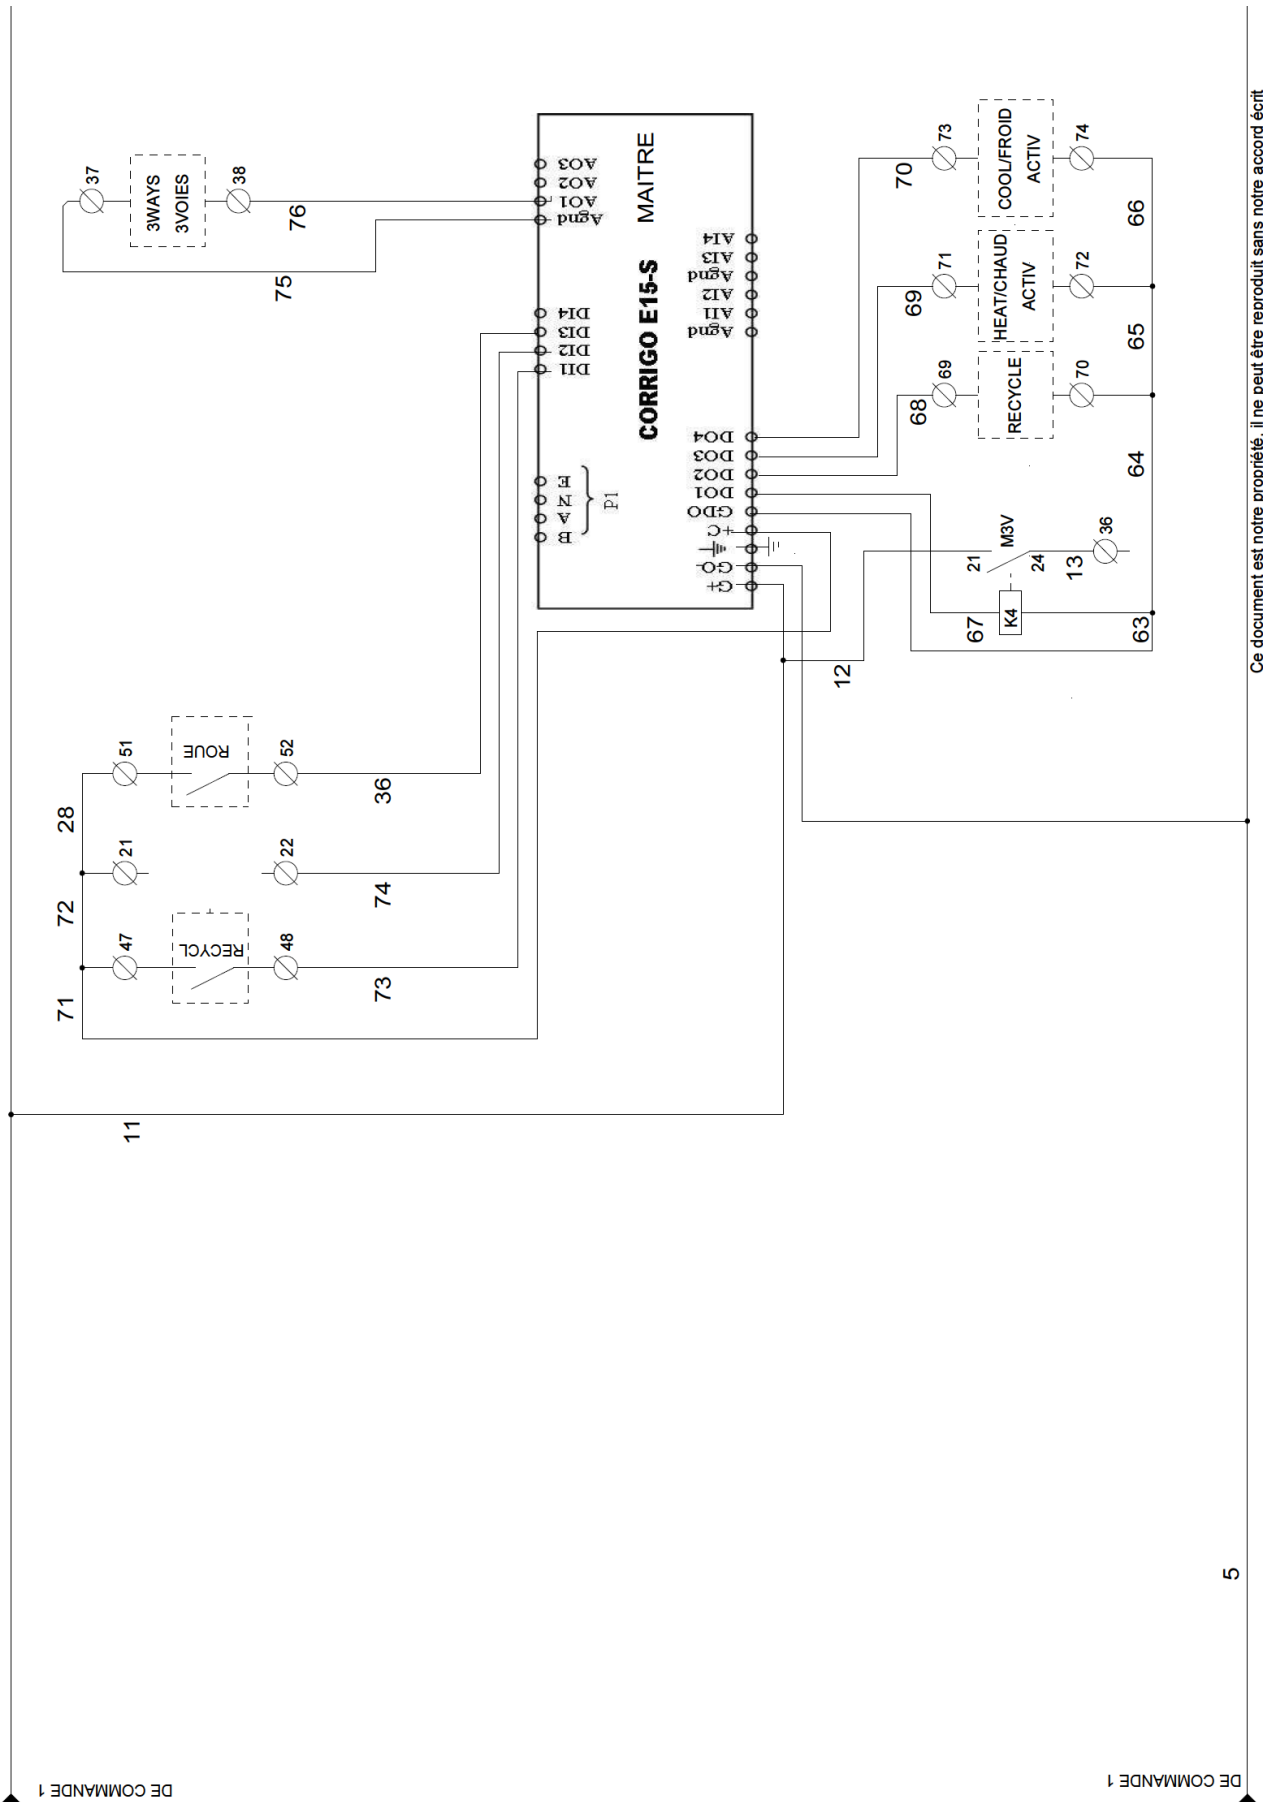 37
3WAYS
3VOIES
38
76
75
AO3
AO2
AO1
Agnd
DI4
DI3
DI2
DI1
E
N
A
B
P1
CORRIGO E15-S
MAITRE
AI4
AI3
Agnd
AI2
AI1
Agnd
DO4
DO3
DO2
DO1
GDO
+C
GO
G+
70
73
COOL/FROID
ACTIV
74
66
69
71
HEAT/CHAUD
ACTIV
72
65
68
69
RECYCLE
70
64
21
M3V
24
13
36
67
K4
63
12
28
51
ROUE
52
36
72
21
22
74
71
47
RECYCL
48
73
11
5
DE COMMANDE 1
DE COMMANDE 1
Ce document est notre propriété, il ne peut être reproduit sans notre accord écrit